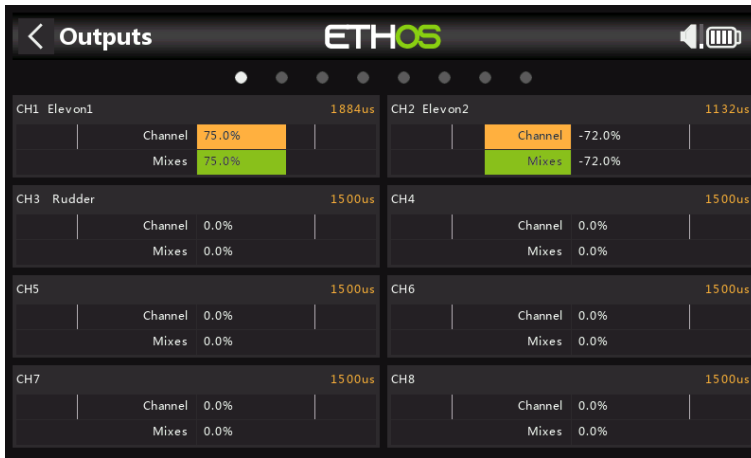 Outputs
ETHOS
CH1 Elevon1 1884us
Channel 75.0%
Mixes 75.0%
CH2 Elevon2 1132us
Channel -72.0%
Mixes -72.0%
CH3 Rudder 1500us
Channel 0.0%
Mixes 0.0%
CH4 1500us
Channel 0.0%
Mixes 0.0%
CH5 1500us
Channel 0.0%
Mixes 0.0%
CH6 1500us
Channel 0.0%
Mixes 0.0%
CH7 1500us
Channel 0.0%
Mixes 0.0%
CH8 1500us
Channel 0.0%
Mixes 0.0%